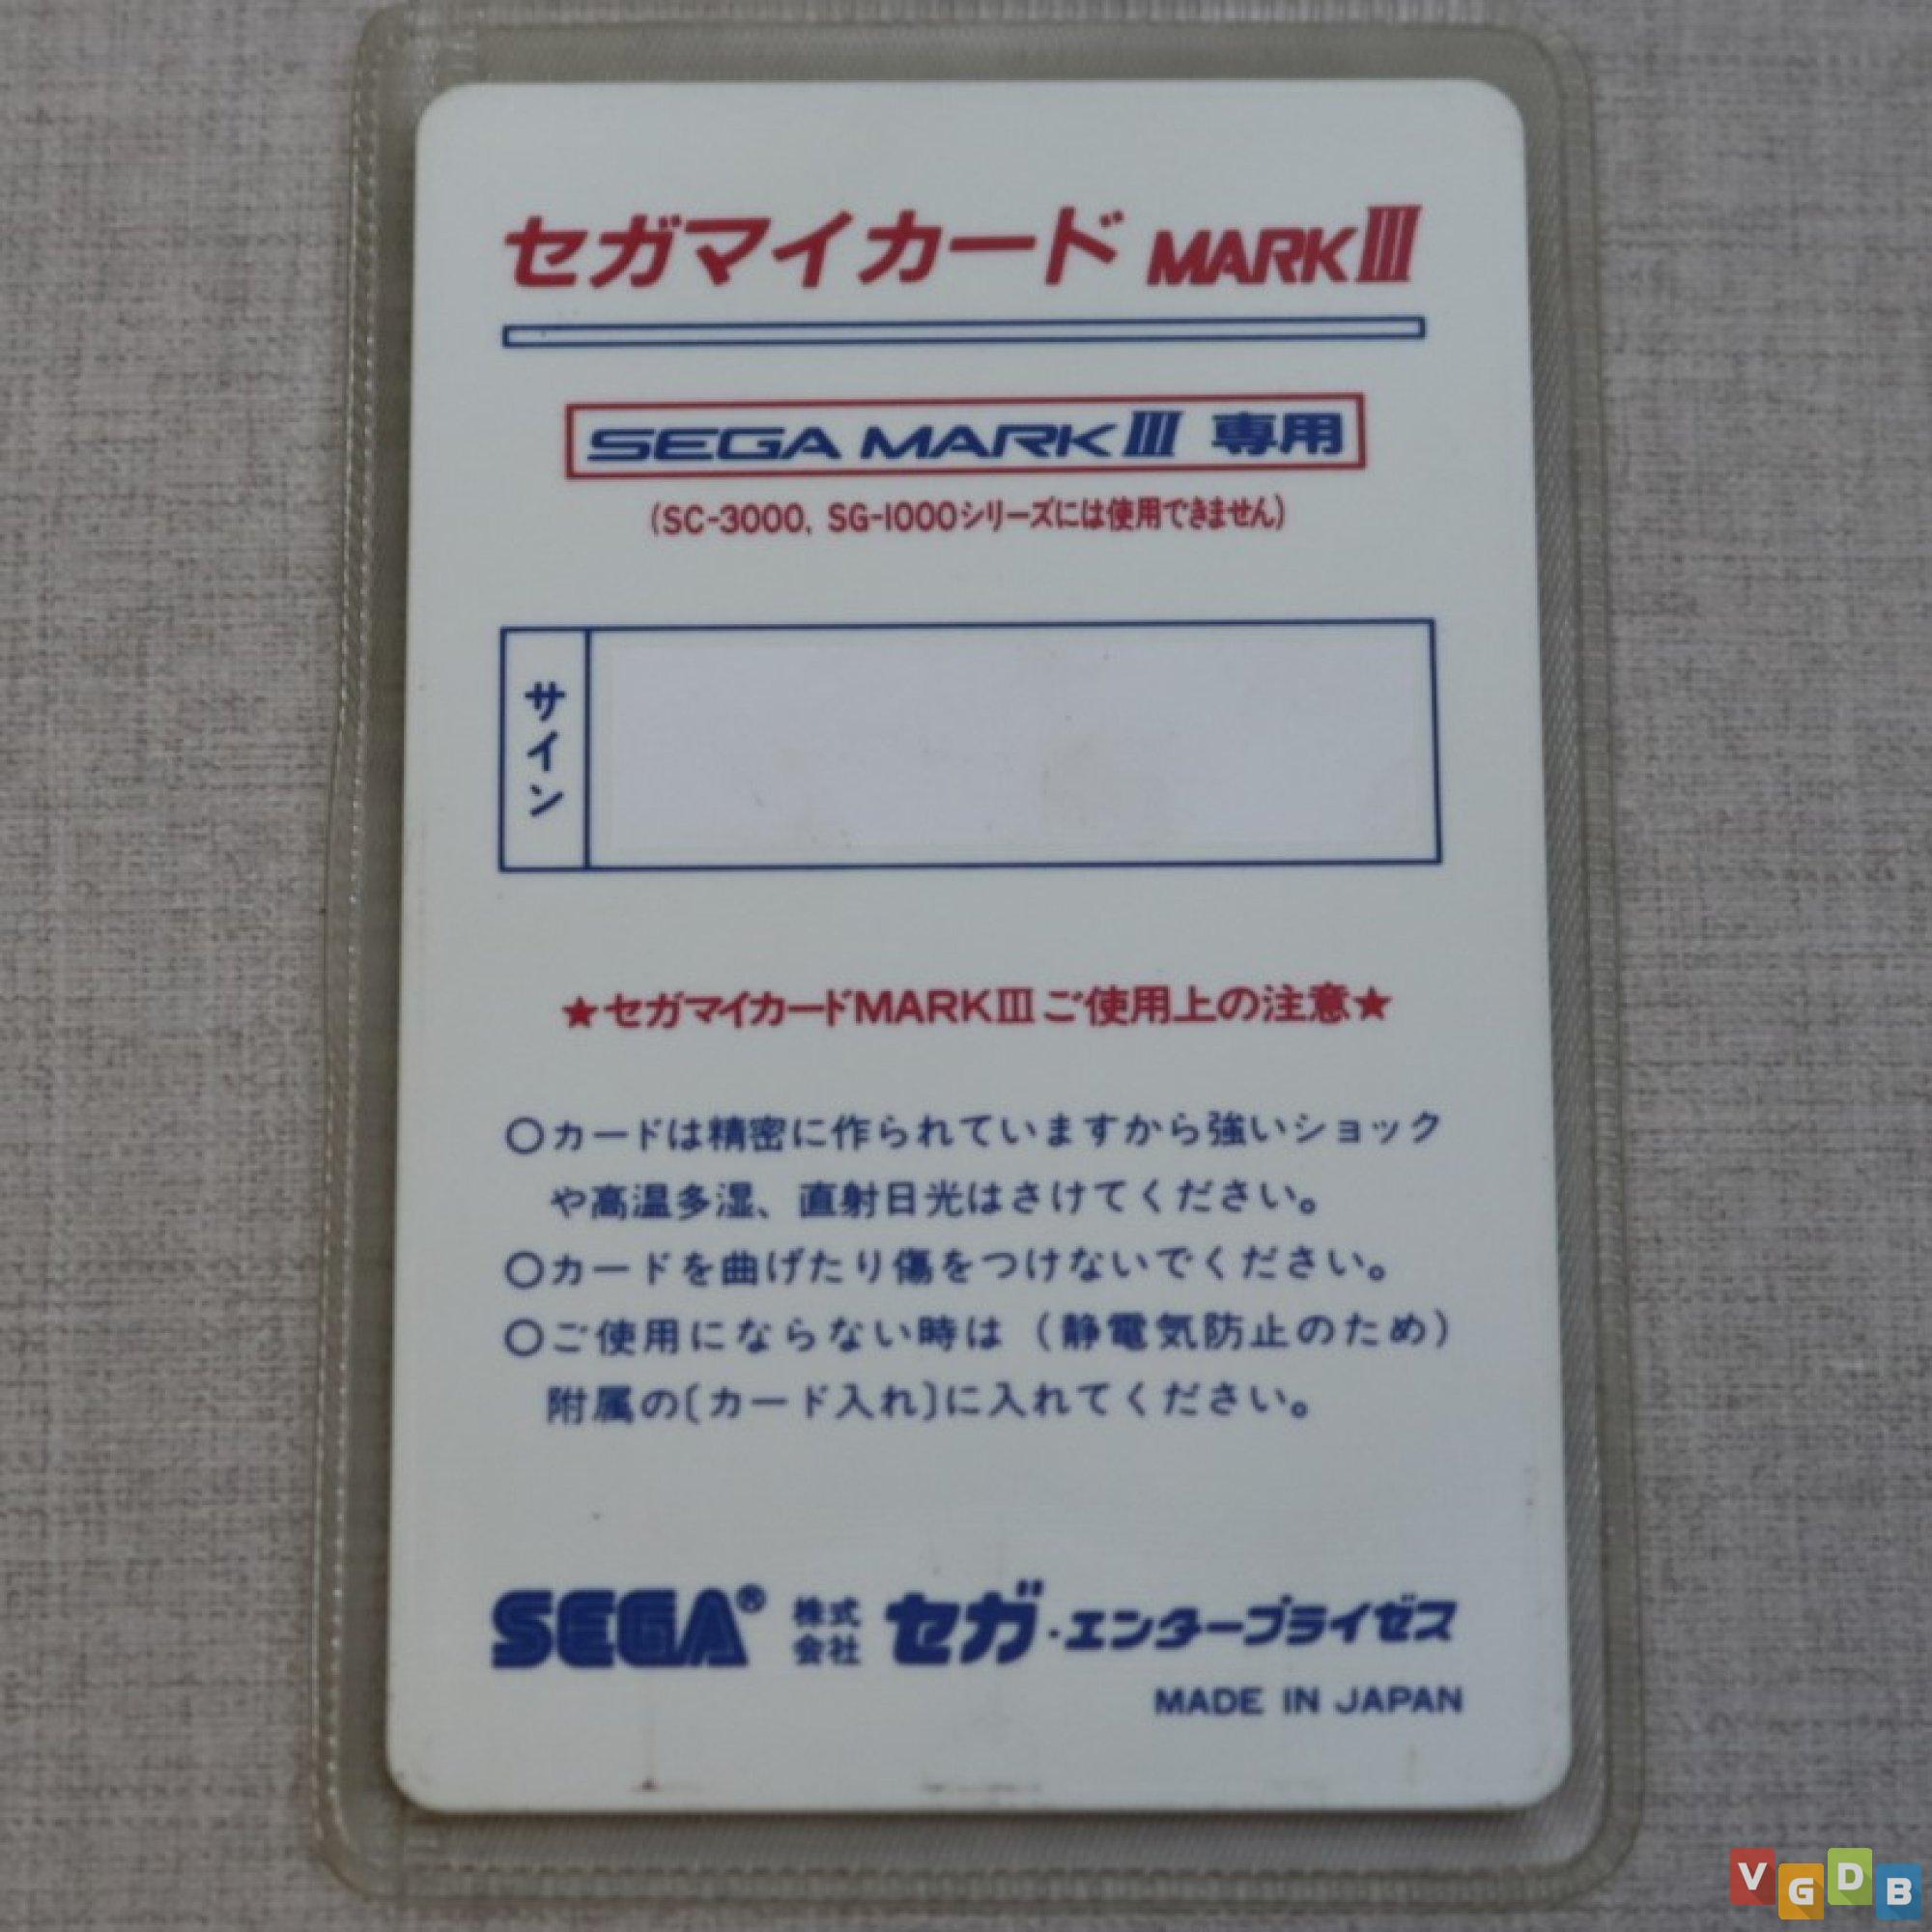 セガマイカード MARKⅢ
SEGA MARKⅢ 専用
(SC-3000, SG-1000シリーズには使用できません)
サイン
★セガマイカードMARKⅢご使用上の注意★
○カードは精密に作られていますから強いショック
や高温多湿、直射日光はさけてください。
○カードを曲げたり傷をつけないでください。
○ご使用にならない時は（静電気防止のため）
附属の〔カード入れ〕に入れてください。
SEGA® 株式会社 セガ・エンタープライゼス
MADE IN JAPAN
VGDB